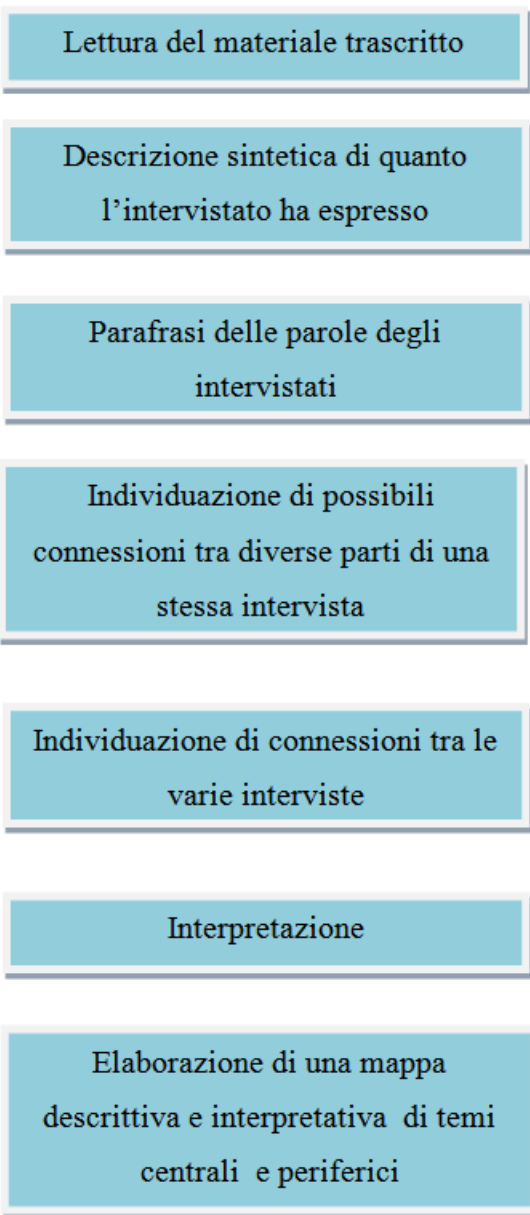 Lettura del materiale trascritto
Descrizione sintetica di quanto
l’intervistato ha espresso
Parafrasi delle parole degli
intervistati
Individuazione di possibili
connessioni tra diverse parti di una
stessa intervista
Individuazione di connessioni tra le
varie interviste
Interpretazione
Elaborazione di una mappa
descrittiva e interpretativa  di temi
centrali  e periferici